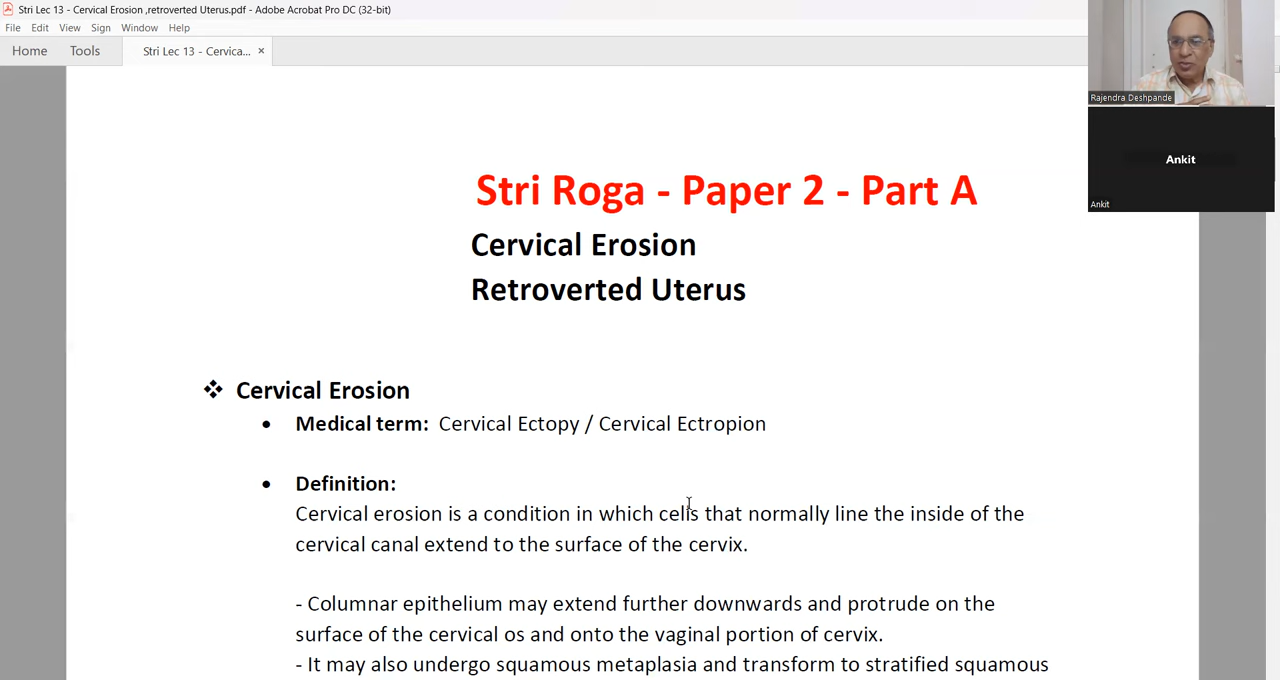 Stri Lec 13 - Cervical Erosion ,retroverted Uterus.pdf - Adobe Acrobat Pro DC (32-bit)
File Edit View Sign Window Help
Home Tools Stri Lec 13 - Cervica... ×
Rajendra Deshpande
Ankit
Ankit
Stri Roga - Paper 2 - Part A
Cervical Erosion
Retroverted Uterus
❖ Cervical Erosion
• Medical term: Cervical Ectopy / Cervical Ectropion
• Definition:
Cervical erosion is a condition in which cells that normally line the inside of the
cervical canal extend to the surface of the cervix.
- Columnar epithelium may extend further downwards and protrude on the
surface of the cervical os and onto the vaginal portion of cervix.
- It may also undergo squamous metaplasia and transform to stratified squamous